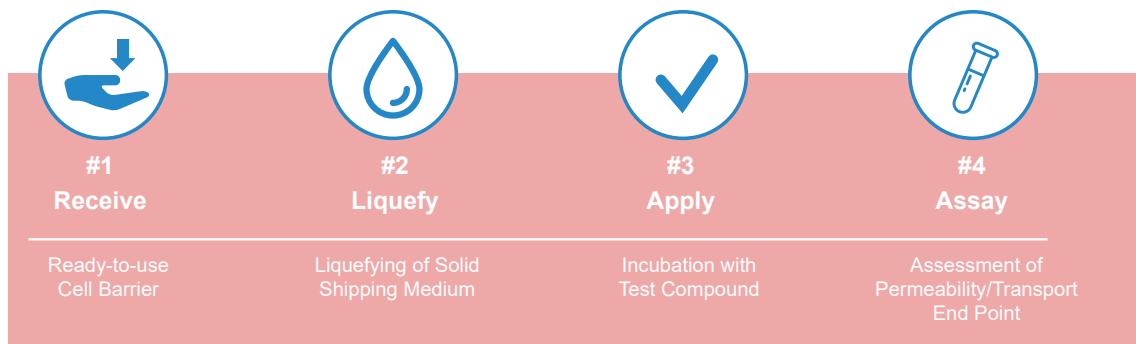 #1
Receive
Ready-to-use
Cell Barrier
#2
Liquefy
Liquefying of Solid
Shipping Medium
#3
Apply
Incubation with
Test Compound
#4
Assay
Assessment of
Permeability/Transport
End Point